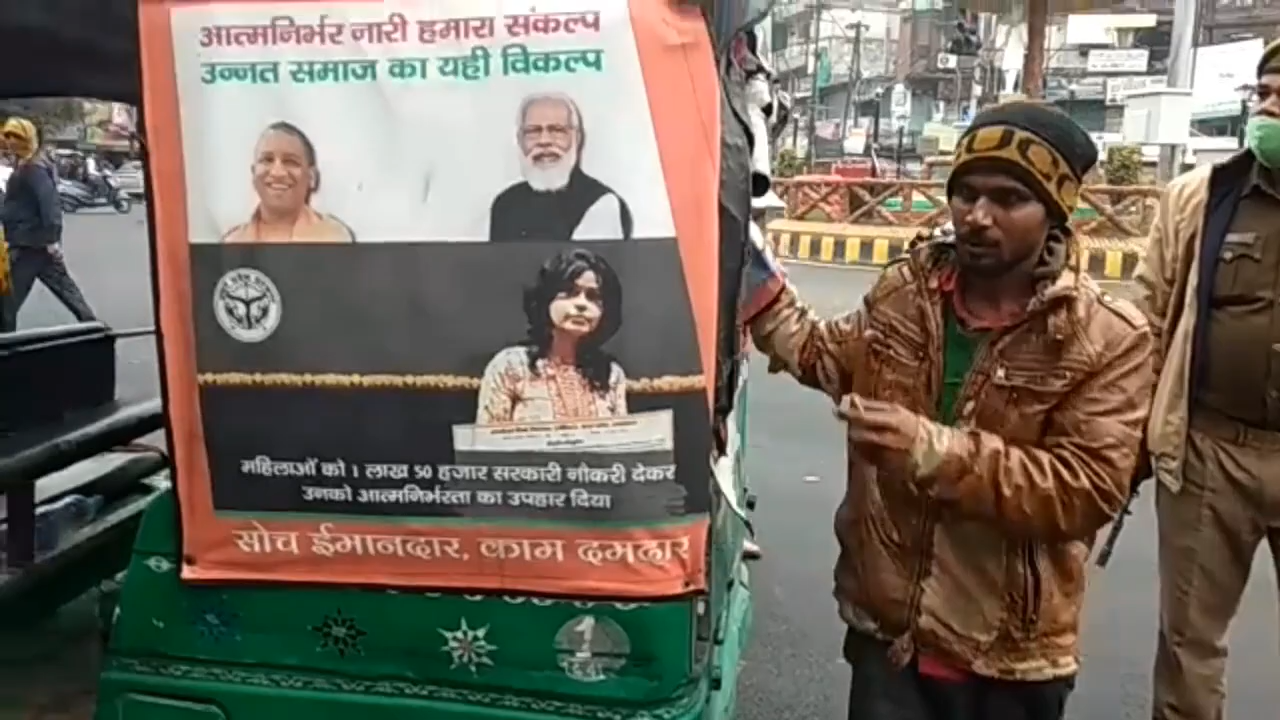 आत्मनिर्भर नारी हमारा संकल्प
उन्नत समाज का यही विकल्प
महिलाओं को 1 लाख 50 हजार सरकारी नौकरी देकर
उनको आत्मनिर्भरता का उपहार दिया
सोच ईमानदार, काम दमदार
1